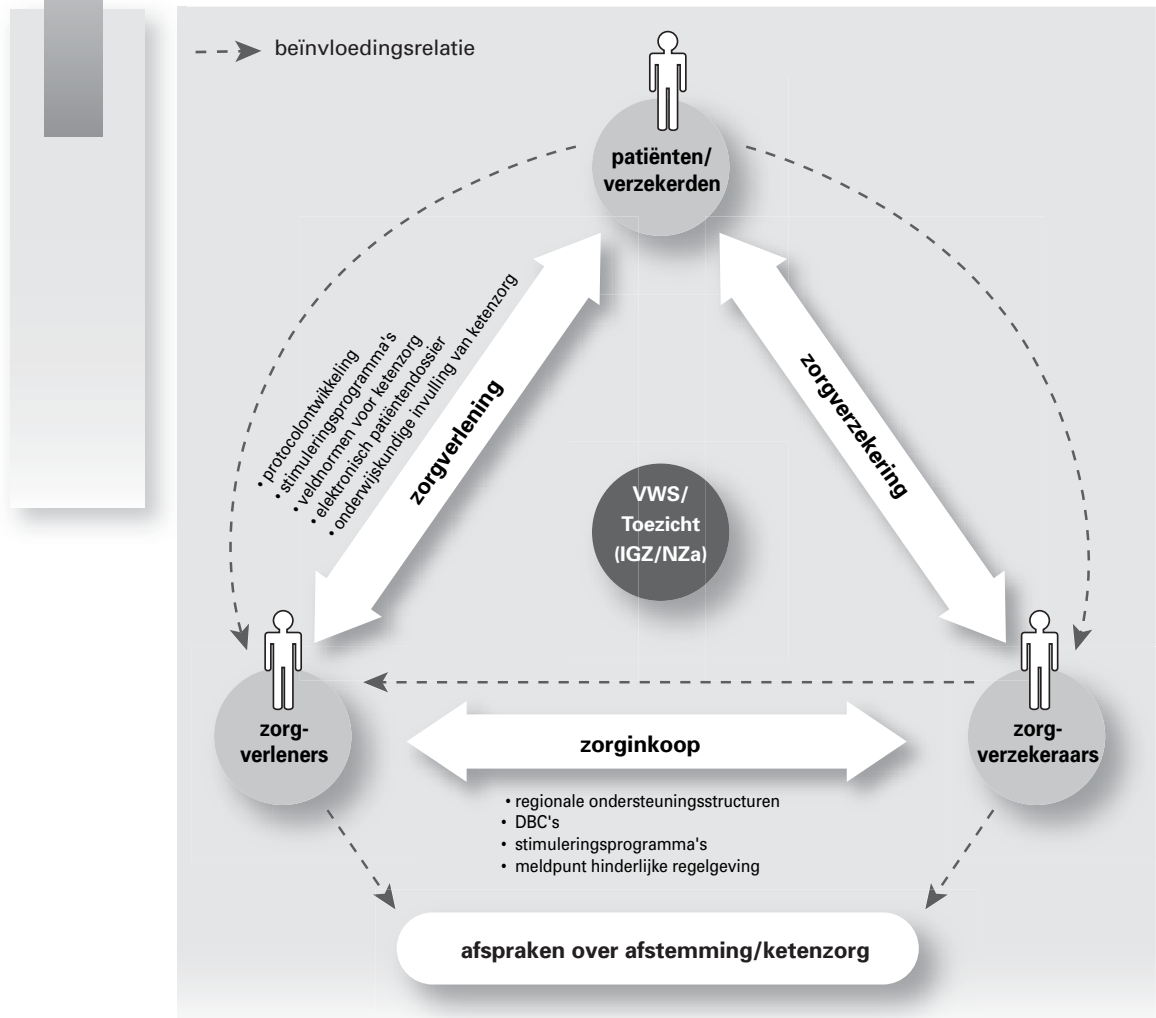 beïnvloedingsrelatie
patiënten/
verzekerden
• protocolontwikkeling
• stimuleringsprogramma's
• veldnormen voor ketenzorg
• elektronisch patiëntendossier
• onderwijskundige invulling van ketenzorg
zorgverlening
zorgverzekering
VWS/
Toezicht
(IGZ/NZa)
zorg-
verleners
zorginkoop
zorg-
verzekeraars
• regionale ondersteuningsstructuren
• DBC's
• stimuleringsprogramma's
• meldpunt hinderlijke regelgeving
afspraken over afstemming/ketenzorg